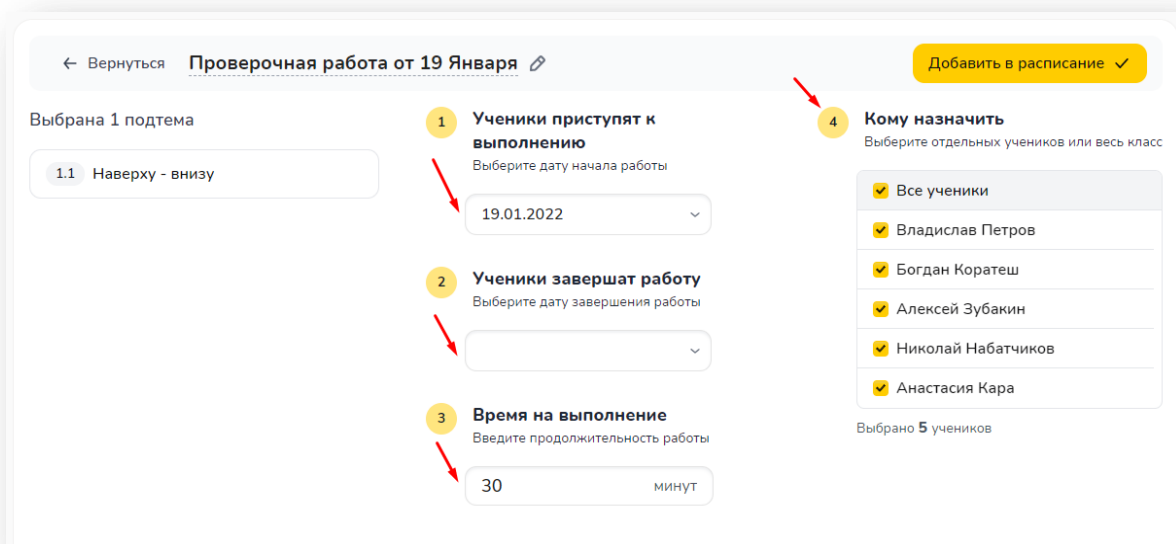 ← Вернуться Проверочная работа от 19 Января
Добавить в расписание ✓
Выбрана 1 подтема
1.1 Наверху - внизу
1 Ученики приступят к
выполнению
Выберите дату начала работы
19.01.2022
2 Ученики завершат работу
Выберите дату завершения работы
3 Время на выполнение
Введите продолжительность работы
30 минут
4 Кому назначить
Выберите отдельных учеников или весь класс
Все ученики
Владислав Петров
Богдан Коратеш
Алексей Зубакин
Николай Набатчиков
Анастасия Кара
Выбрано 5 учеников